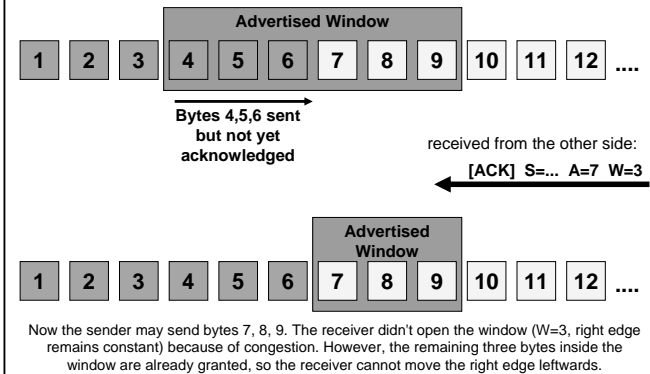 Advertised Window
1 2 3 4 5 6 7 8 9 10 11 12 ....
Bytes 4,5,6 sent
but not yet
acknowledged
received from the other side:
[ACK] S=... A=7 W=3
Advertised
Window
1 2 3 4 5 6 7 8 9 10 11 12 ....
Now the sender may send bytes 7, 8, 9. The receiver didn't open the window (W=3, right edge
remains constant) because of congestion. However, the remaining three bytes inside the
window are already granted, so the receiver cannot move the right edge leftwards.